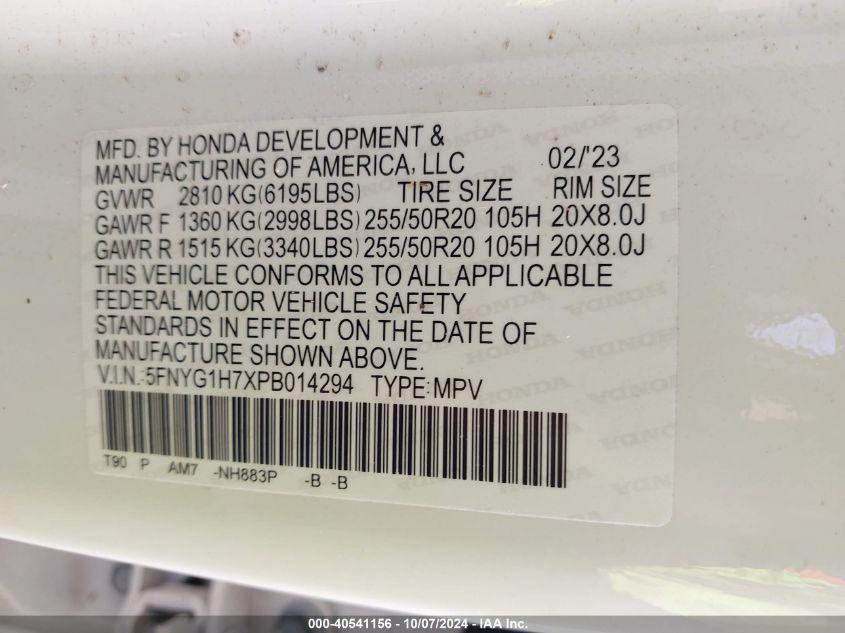 MFD. BY HONDA DEVELOPMENT &
MANUFACTURING OF AMERICA, LLC 02/'23
GVWR 2810 KG(6195LBS) TIRE SIZE RIM SIZE
GAWR F 1360 KG(2998LBS) 255/50R20 105H 20X8.0J
GAWR R 1515 KG(3340LBS) 255/50R20 105H 20X8.0J
THIS VEHICLE CONFORMS TO ALL APPLICABLE
FEDERAL MOTOR VEHICLE SAFETY
STANDARDS IN EFFECT ON THE DATE OF
MANUFACTURE SHOWN ABOVE.
V.I.N.:5FNYG1H7XPB014294 TYPE:MPV
T90 P AM7 -NH883P -B -B
000-40541156 - 10/07/2024 - IAA Inc.